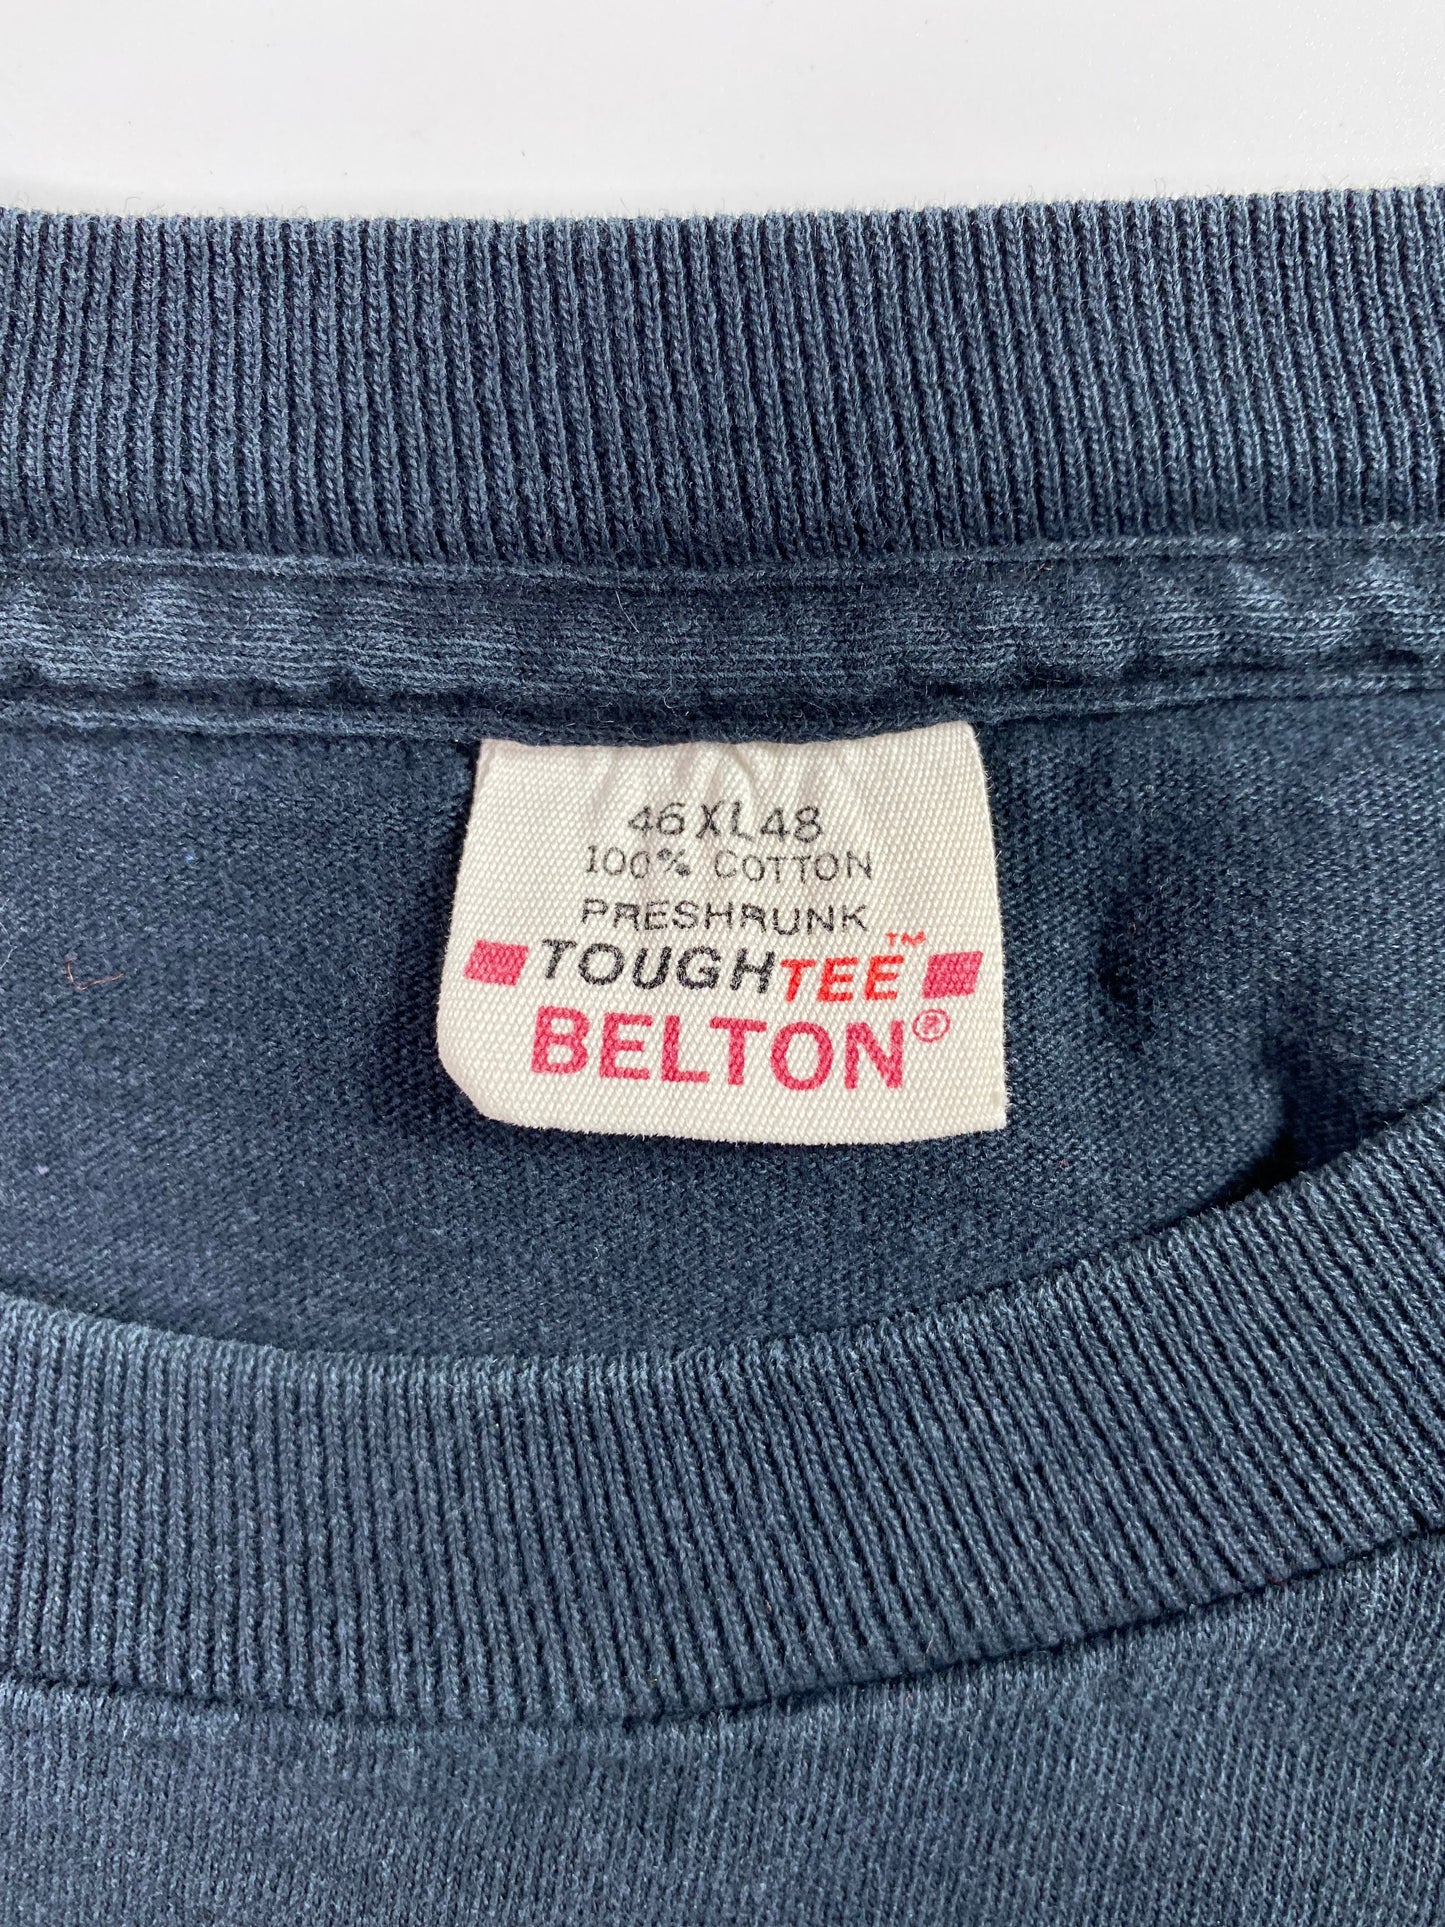 46 XL 48
100% COTTON
PRESHRUNK
TOUGHTEE™
BELTON®